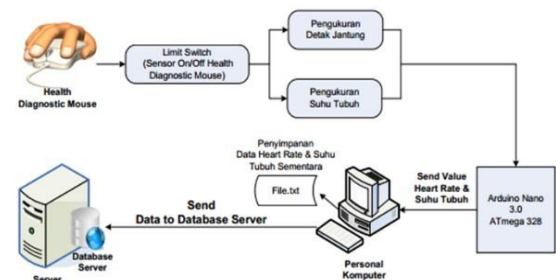 Health
Diagnostic Mouse
Limit Switch
(Sensor On/Off Health
Diagnostic Mouse)
Pengukuran
Detak Jantung
Pengukuran
Suhu Tubuh
Arduino Nano
3.0
ATmega 328
Send Value
Heart Rate &
Suhu Tubuh
Penyimpanan
Data Heart Rate & Suhu
Tubuh Sementara
File.txt
Personal
Komputer
Send
Data to Database Server
Database
Server
Server